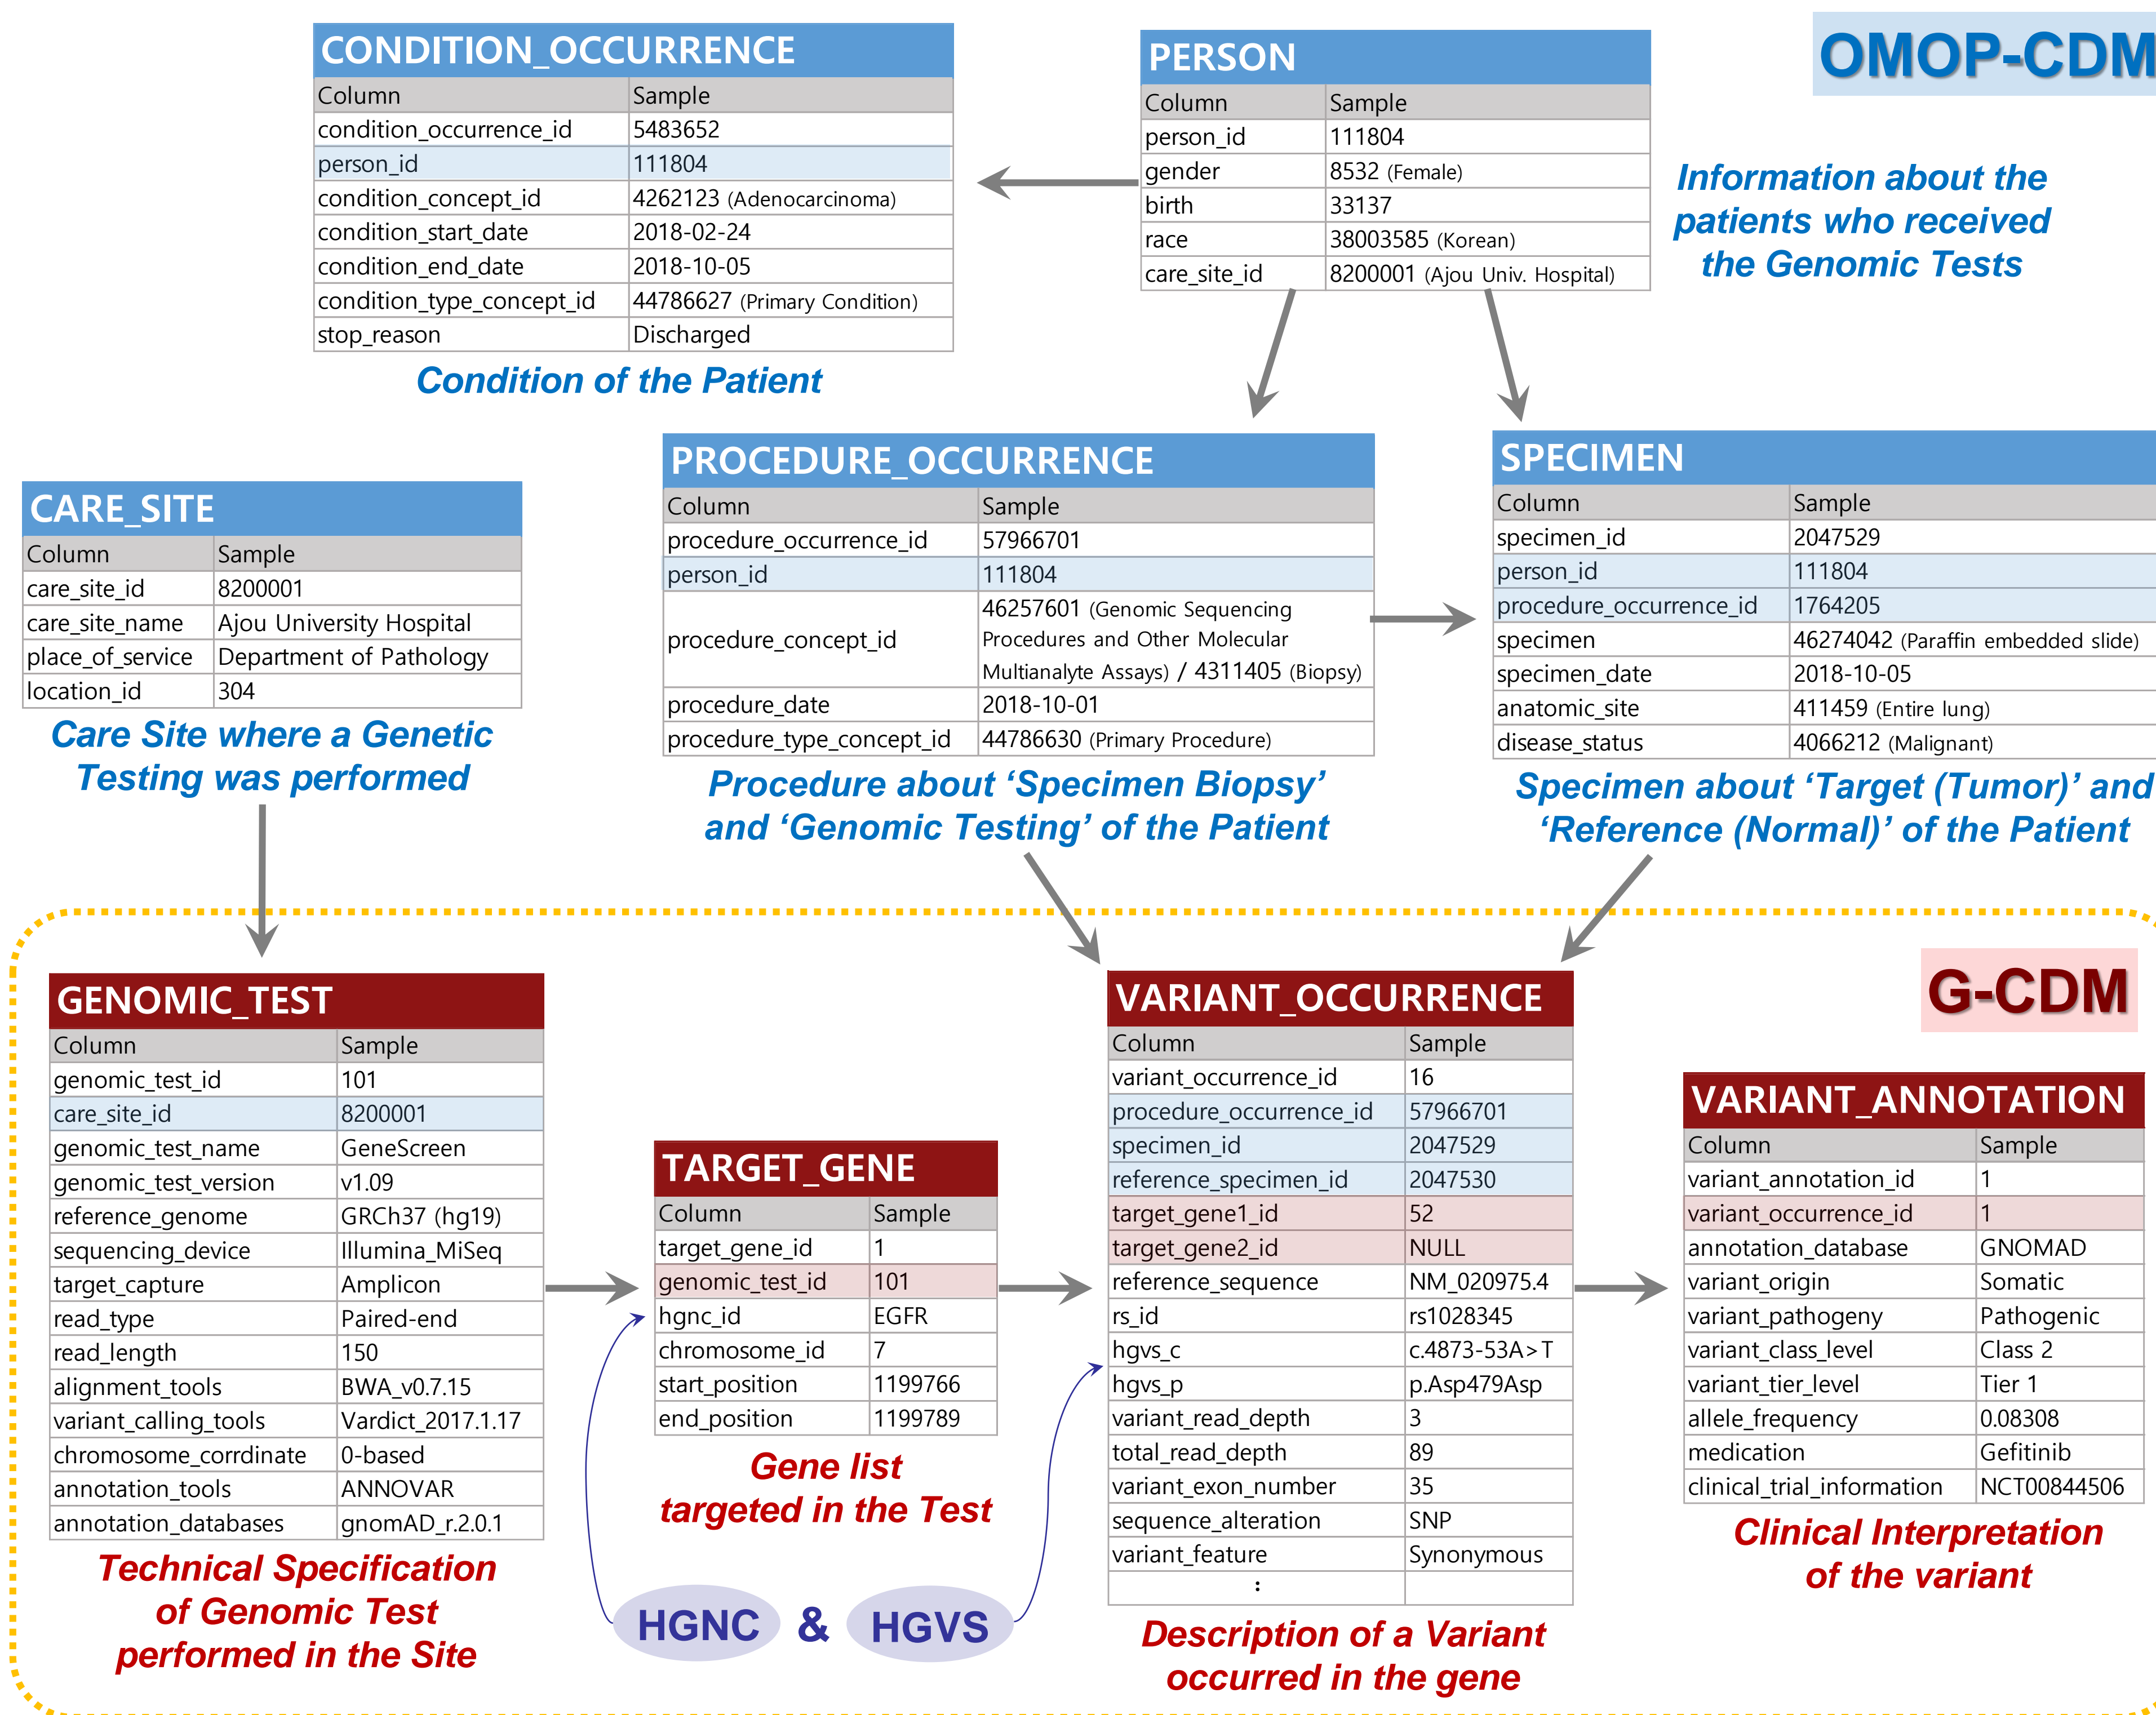 CONDITION_OCCURRENCE
Column Sample
condition_occurrence_id 5483652
person_id 111804
condition_concept_id 4262123 (Adenocarcinoma)
condition_start_date 2018-02-24
condition_end_date 2018-10-05
condition_type_concept_id 44786627 (Primary Condition)
stop_reason Discharged
Condition of the Patient
PERSON
Column Sample
person_id 111804
gender 8532 (Female)
birth 33137
race 38003585 (Korean)
care_site_id 8200001 (Ajou Univ. Hospital)
OMOP-CDM
Information about the
patients who received
the Genomic Tests
CARE_SITE
Column Sample
care_site_id 8200001
care_site_name Ajou University Hospital
place_of_service Department of Pathology
location_id 304
Care Site where a Genetic
Testing was performed
PROCEDURE_OCCURRENCE
Column Sample
procedure_occurrence_id 57966701
person_id 111804
procedure_concept_id 46257601 (Genomic Sequencing
Procedures and Other Molecular
Multianalyte Assays) / 4311405 (Biopsy)
procedure_date 2018-10-01
procedure_type_concept_id 44786630 (Primary Procedure)
Procedure about ‘Specimen Biopsy’
and ‘Genomic Testing’ of the Patient
SPECIMEN
Column Sample
specimen_id 2047529
person_id 111804
procedure_occurrence_id 1764205
specimen 46274042 (Paraffin embedded slide)
specimen_date 2018-10-05
anatomic_site 411459 (Entire lung)
disease_status 4066212 (Malignant)
Specimen about ‘Target (Tumor)’ and
‘Reference (Normal)’ of the Patient
G-CDM
GENOMIC_TEST
Column Sample
genomic_test_id 101
care_site_id 8200001
genomic_test_name GeneScreen
genomic_test_version v1.09
reference_genome GRCh37 (hg19)
sequencing_device Illumina_MiSeq
target_capture Amplicon
read_type Paired-end
read_length 150
alignment_tools BWA_v0.7.15
variant_calling_tools Vardict_2017.1.17
chromosome_corrdinate 0-based
annotation_tools ANNOVAR
annotation_databases gnomAD_r.2.0.1
Technical Specification
of Genomic Test
performed in the Site
TARGET_GENE
Column Sample
target_gene_id 1
genomic_test_id 101
hgnc_id EGFR
chromosome_id 7
start_position 1199766
end_position 1199789
Gene list
targeted in the Test
HGNC & HGVS
VARIANT_OCCURRENCE
Column Sample
variant_occurrence_id 16
procedure_occurrence_id 57966701
specimen_id 2047529
reference_specimen_id 2047530
target_gene1_id 52
target_gene2_id NULL
reference_sequence NM_020975.4
rs_id rs1028345
hgvs_c c.4873-53A>T
hgvs_p p.Asp479Asp
variant_read_depth 3
total_read_depth 89
variant_exon_number 35
sequence_alteration SNP
variant_feature Synonymous
:
Description of a Variant
occurred in the gene
VARIANT_ANNOTATION
Column Sample
variant_annotation_id 1
variant_occurrence_id 1
annotation_database GNOMAD
variant_origin Somatic
variant_pathogeny Pathogenic
variant_class_level Class 2
variant_tier_level Tier 1
allele_frequency 0.08308
medication Gefitinib
clinical_trial_information NCT00844506
Clinical Interpretation
of the variant